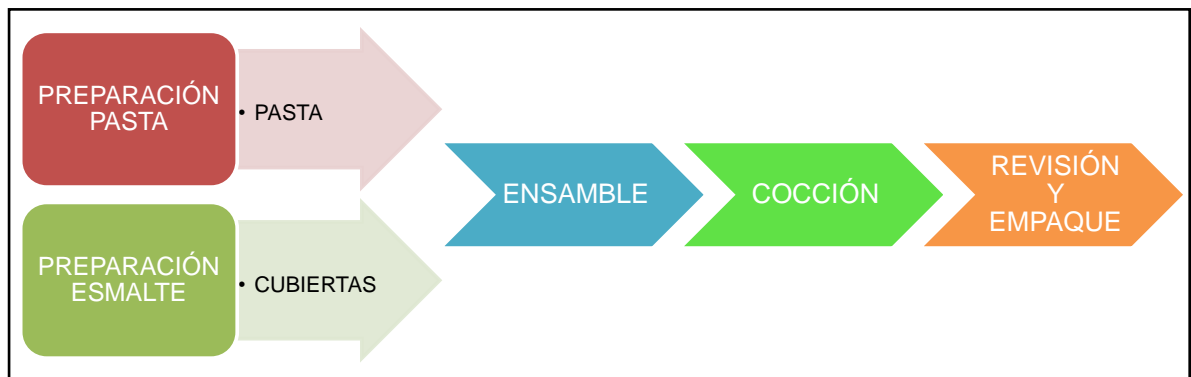 PREPARACIÓN
PASTA
• PASTA
PREPARACIÓN
ESMALTE
• CUBIERTAS
ENSAMBLE
COCCIÓN
REVISIÓN
Y
EMPAQUE